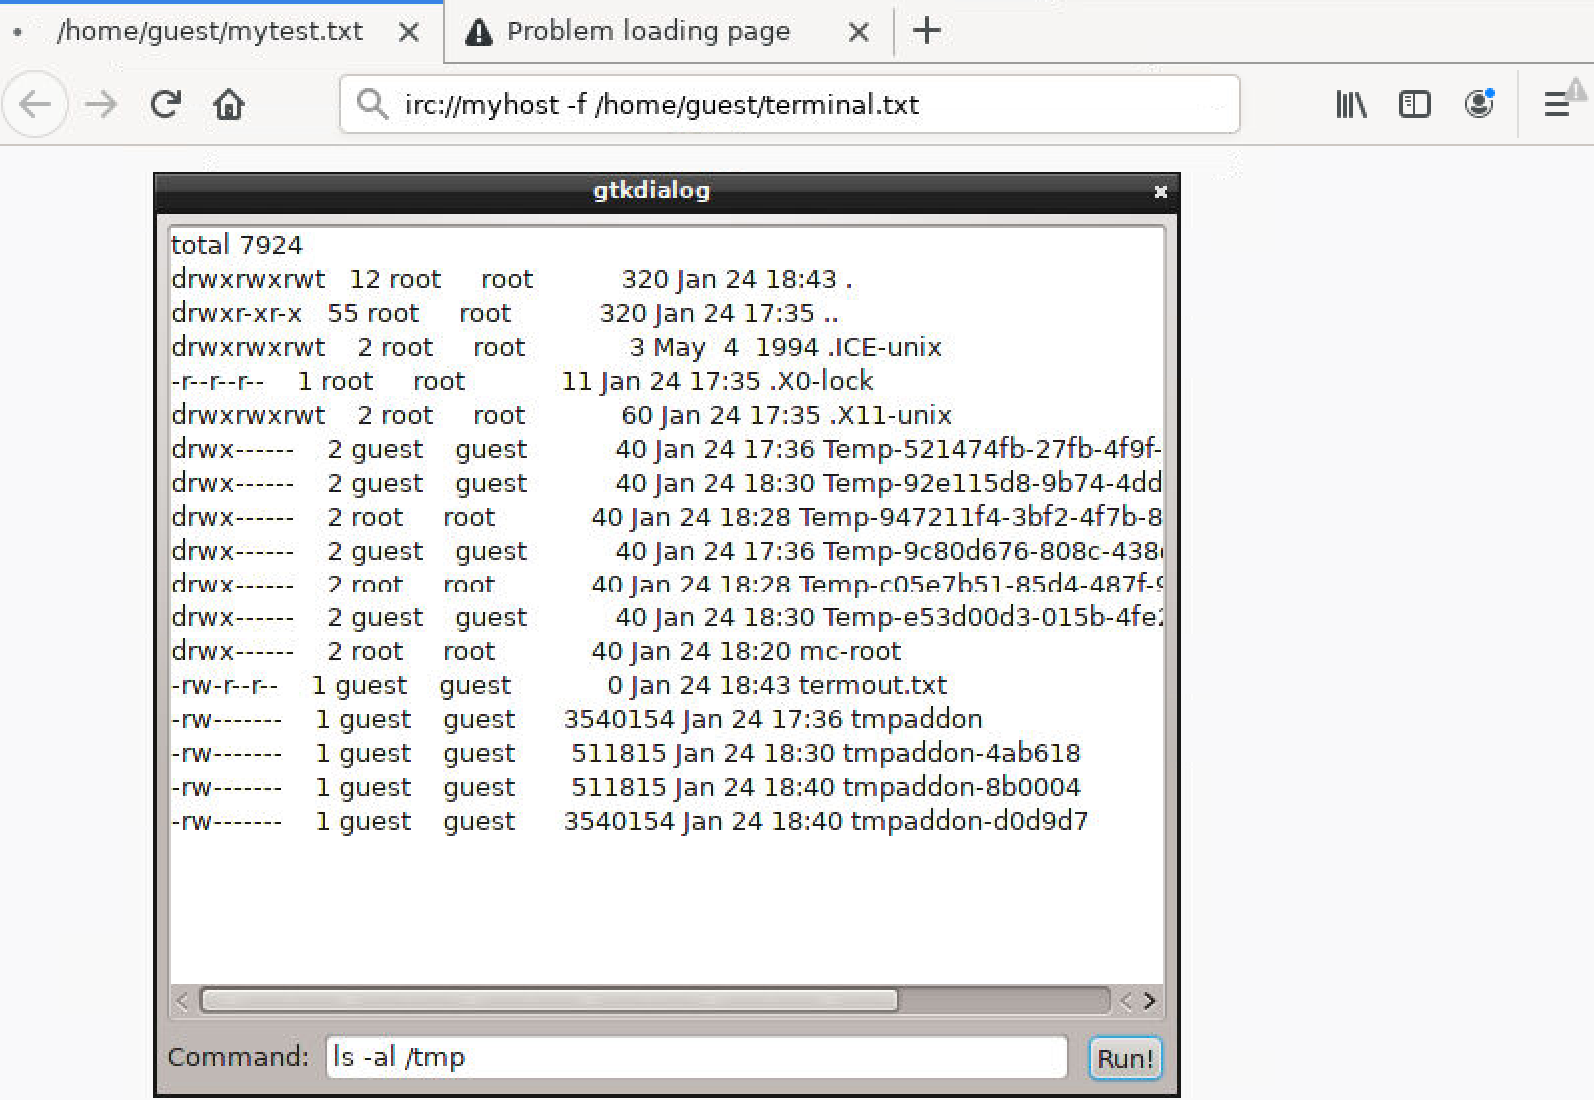 /home/guest/mytest.txt Problem loading page
irc://myhost -f /home/guest/terminal.txt
gtkdialog
total 7924
drwxrwxrwt 12 root root 320 Jan 24 18:43 .
drwxr-xr-x 55 root root 320 Jan 24 17:35 ..
drwxrwxrwt 2 root root 3 May 4 1994 .ICE-unix
-r--r--r-- 1 root root 11 Jan 24 17:35 .X0-lock
drwxrwxrwt 2 root root 60 Jan 24 17:35 .X11-unix
drwx------ 2 guest guest 40 Jan 24 17:36 Temp-521474fb-27fb-4f9f-
drwx------ 2 guest guest 40 Jan 24 18:30 Temp-92e115d8-9b74-4dd
drwx------ 2 root root 40 Jan 24 18:28 Temp-947211f4-3bf2-4f7b-8
drwx------ 2 guest guest 40 Jan 24 17:36 Temp-9c80d676-808c-438
drwx------ 2 root root 40 Jan 24 18:28 Temp-c05e7b51-85d4-487f-9
drwx------ 2 guest guest 40 Jan 24 18:30 Temp-e53d00d3-015b-4fe2
drwx------ 2 root root 40 Jan 24 18:20 mc-root
-rw-r--r-- 1 guest guest 0 Jan 24 18:43 termout.txt
-rw------- 1 guest guest 3540154 Jan 24 17:36 tmpaddon
-rw------- 1 guest guest 511815 Jan 24 18:30 tmpaddon-4ab618
-rw------- 1 guest guest 511815 Jan 24 18:40 tmpaddon-8b0004
-rw------- 1 guest guest 3540154 Jan 24 18:40 tmpaddon-d0d9d7
Command: ls -al /tmp Run!